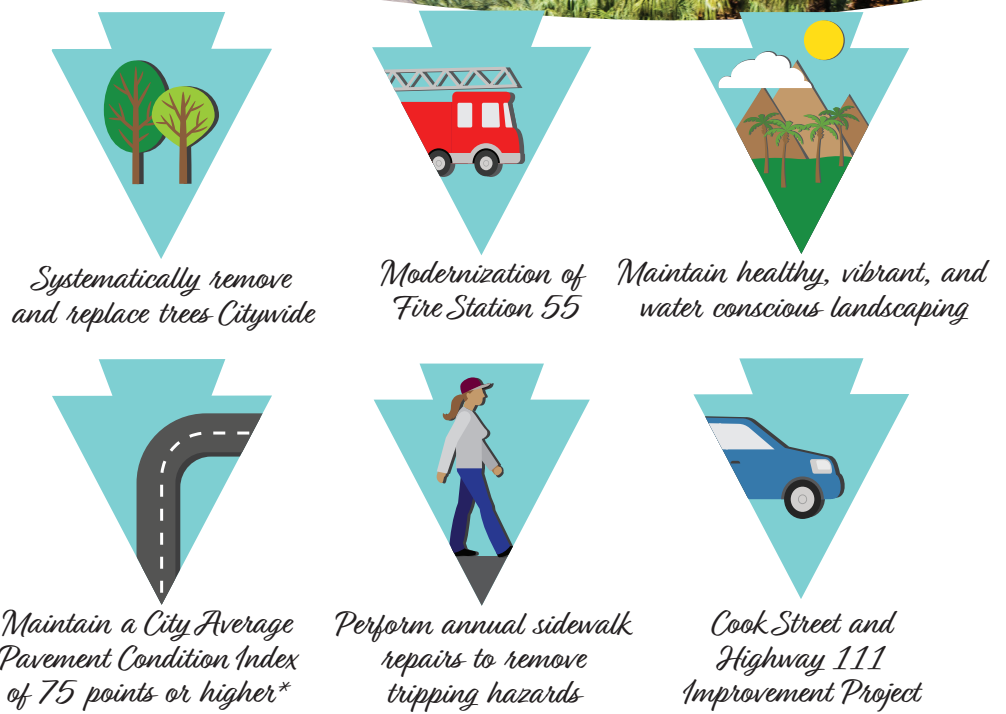 Systematically remove
and replace trees Citywide
Modernization of
Fire Station 55
Maintain healthy, vibrant, and
water conscious landscaping
Maintain a City Average
Pavement Condition Index
of 75 points or higher*
Perform annual sidewalk
repairs to remove
tripping hazards
Cook Street and
Highway 111
Improvement Project